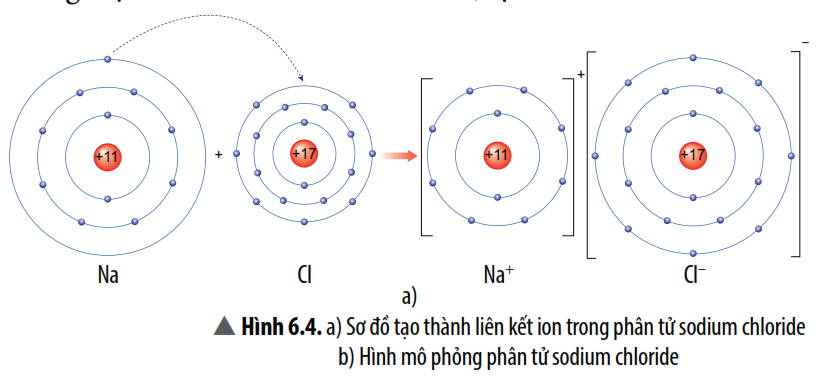 +11
+
+17
+11
+
+17
–
Na
Cl
Na⁺
Cl⁻
a)
▲ Hình 6.4. a) Sơ đồ tạo thành liên kết ion trong phân tử sodium chloride
b) Hình mô phỏng phân tử sodium chloride